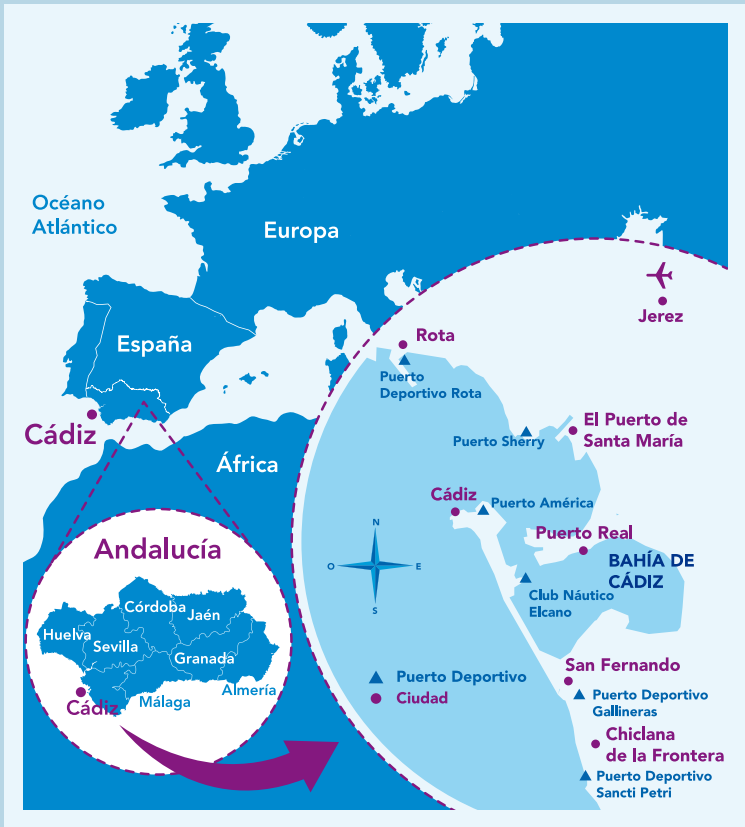 Océano
Atlántico
Europa
España
Cádiz
África
Jerez
Rota
Puerto
Deportivo Rota
El Puerto de
Santa María
Puerto Sherry
Cádiz
Puerto América
Puerto Real
BAHÍA DE
CÁDIZ
Club Náutico
Elcano
N
O
E
S
San Fernando
Puerto Deportivo
Gallineras
Chiclana
de la Frontera
Puerto Deportivo
Sancti Petri
Puerto Deportivo
Ciudad
Andalucía
Córdoba
Jaén
Huelva
Sevilla
Granada
Almería
Málaga
Cádiz